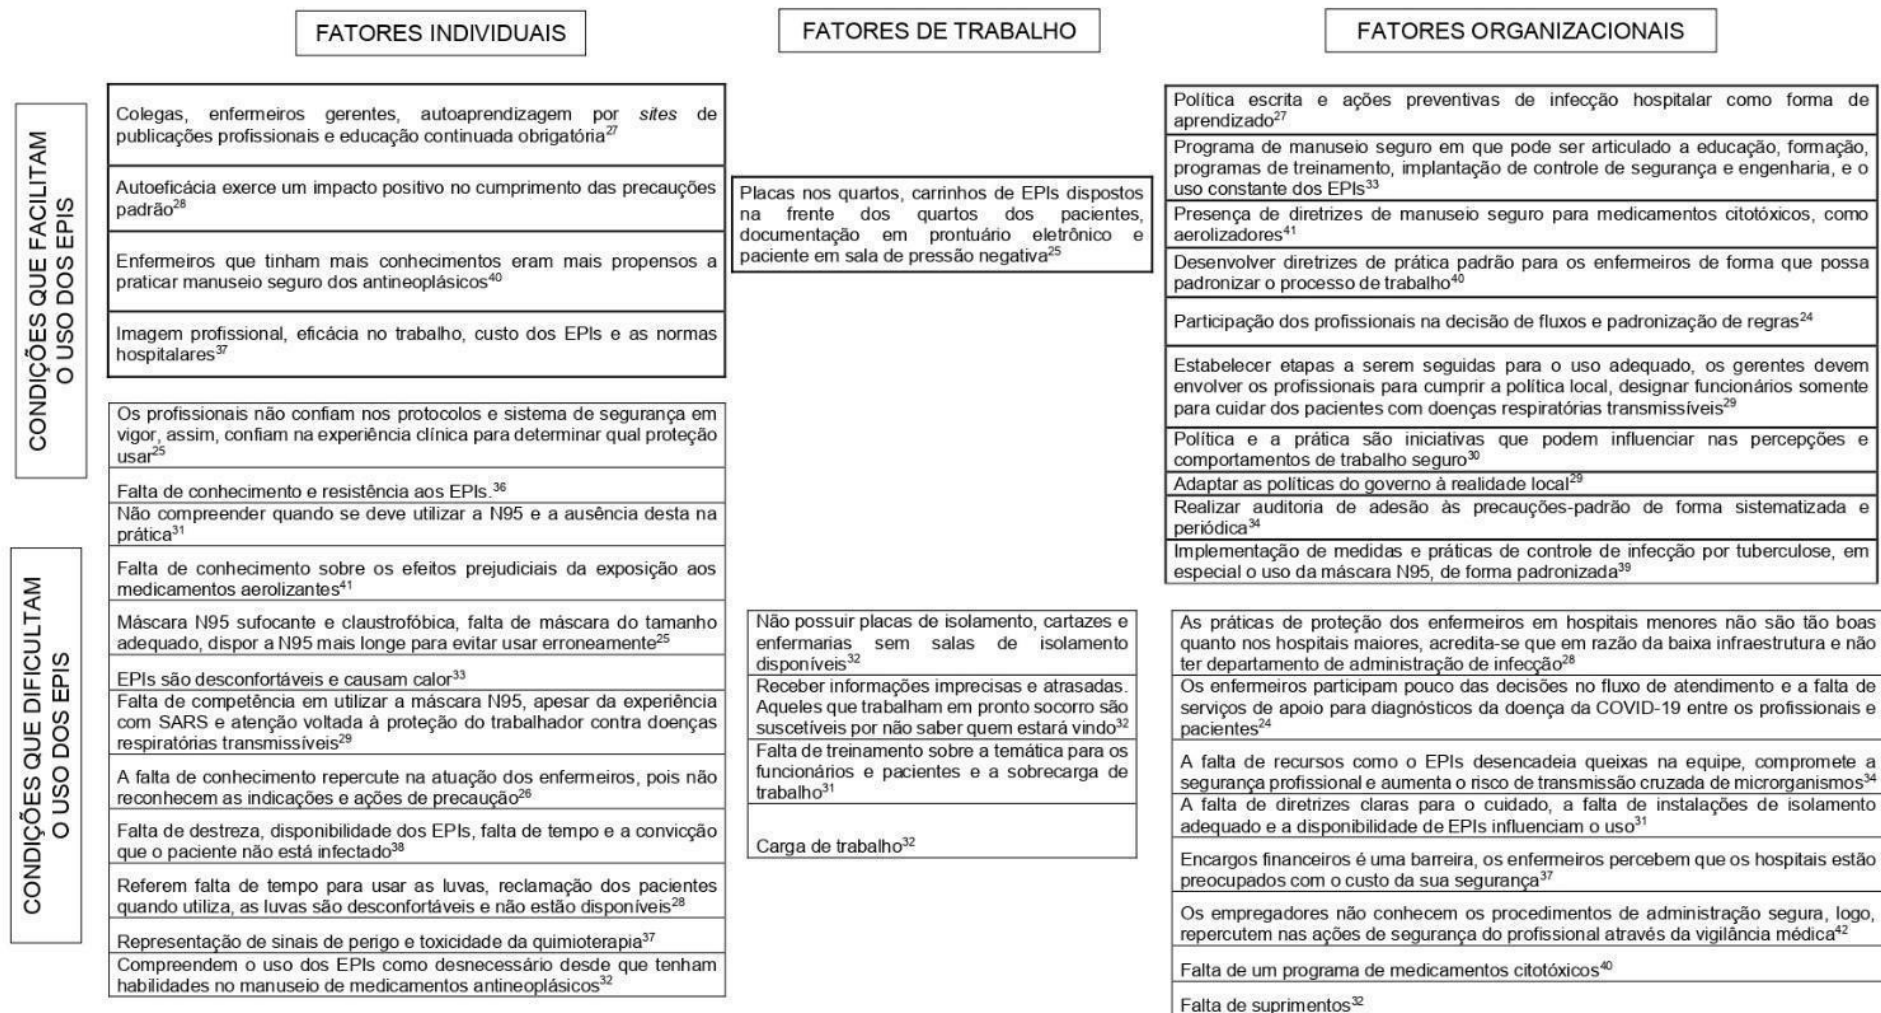 FATORES INDIVIDUAIS
FATORES DE TRABALHO
FATORES ORGANIZACIONAIS
CONDIÇÕES QUE FACILITAM
O USO DOS EPIS
Colegas, enfermeiros gerentes, autoaprendizagem por sites de
publicações profissionais e educação continuada obrigatória27
Autoeficácia exerce um impacto positivo no cumprimento das precauções
padrão28
Enfermeiros que tinham mais conhecimentos eram mais propensos a
praticar manuseio seguro dos antineoplásicos40
Imagem profissional, eficácia no trabalho, custo dos EPIs e as normas
hospitalares37
Placas nos quartos, carrinhos de EPIs dispostos
na frente dos quartos dos pacientes,
documentação em prontuário eletrônico e
paciente em sala de pressão negativa25
Política escrita e ações preventivas de infecção hospitalar como forma de
aprendizado27
Programa de manuseio seguro em que pode ser articulado a educação, formação,
programas de treinamento, implantação de controle de segurança e engenharia, e o
uso constante dos EPIs33
Presença de diretrizes de manuseio seguro para medicamentos citotóxicos, como
aerolizadores41
Desenvolver diretrizes de prática padrão para os enfermeiros de forma que possa
padronizar o processo de trabalho40
Participação dos profissionais na decisão de fluxos e padronização de regras24
Estabelecer etapas a serem seguidas para o uso adequado, os gerentes devem
envolver os profissionais para cumprir a política local, designar funcionários somente
para cuidar dos pacientes com doenças respiratórias transmissíveis29
Política e a prática são iniciativas que podem influenciar nas percepções e
comportamentos de trabalho seguro30
Adaptar as políticas do governo à realidade local29
Realizar auditoria de adesão às precauções-padrão de forma sistematizada e
periódica34
Implementação de medidas e práticas de controle de infecção por tuberculose, em
especial o uso da máscara N95, de forma padronizada39
CONDIÇÕES QUE DIFICULTAM
O USO DOS EPIS
Os profissionais não confiam nos protocolos e sistema de segurança em
vigor, assim, confiam na experiência clínica para determinar qual proteção
usar25
Falta de conhecimento e resistência aos EPIs.36
Não compreender quando se deve utilizar a N95 e a ausência desta na
prática31
Falta de conhecimento sobre os efeitos prejudiciais da exposição aos
medicamentos aerolizantes41
Máscara N95 sufocante e claustrofóbica, falta de máscara do tamanho
adequado, dispor a N95 mais longe para evitar usar erroneamente25
EPIs são desconfortáveis e causam calor33
Falta de competência em utilizar a máscara N95, apesar da experiência
com SARS e atenção voltada à proteção do trabalhador contra doenças
respiratórias transmissíveis29
A falta de conhecimento repercute na atuação dos enfermeiros, pois não
reconhecem as indicações e ações de precaução26
Falta de destreza, disponibilidade dos EPIs, falta de tempo e a convicção
que o paciente não está infectado38
Referem falta de tempo para usar as luvas, reclamação dos pacientes
quando utiliza, as luvas são desconfortáveis e não estão disponíveis28
Representação de sinais de perigo e toxicidade da quimioterapia37
Compreendem o uso dos EPIs como desnecessário desde que tenham
habilidades no manuseio de medicamentos antineoplásicos32
Não possuir placas de isolamento, cartazes e
enfermarias sem salas de isolamento
disponíveis32
Receber informações imprecisas e atrasadas.
Aqueles que trabalham em pronto socorro são
suscetíveis por não saber quem estará vindo32
Falta de treinamento sobre a temática para os
funcionários e pacientes e a sobrecarga de
trabalho31
Carga de trabalho32
As práticas de proteção dos enfermeiros em hospitais menores não são tão boas
quanto nos hospitais maiores, acredita-se que em razão da baixa infraestrutura e não
ter departamento de administração de infecção28
Os enfermeiros participam pouco das decisões no fluxo de atendimento e a falta de
serviços de apoio para diagnósticos da doença da COVID-19 entre os profissionais e
pacientes24
A falta de recursos como o EPIs desencadeia queixas na equipe, compromete a
segurança profissional e aumenta o risco de transmissão cruzada de microrganismos34
A falta de diretrizes claras para o cuidado, a falta de instalações de isolamento
adequado e a disponibilidade de EPIs influenciam o uso31
Encargos financeiros é uma barreira, os enfermeiros percebem que os hospitais estão
preocupados com o custo da sua segurança37
Os empregadores não conhecem os procedimentos de administração segura, logo,
repercutem nas ações de segurança do profissional através da vigilância médica42
Falta de um programa de medicamentos citotóxicos40
Falta de suprimentos32